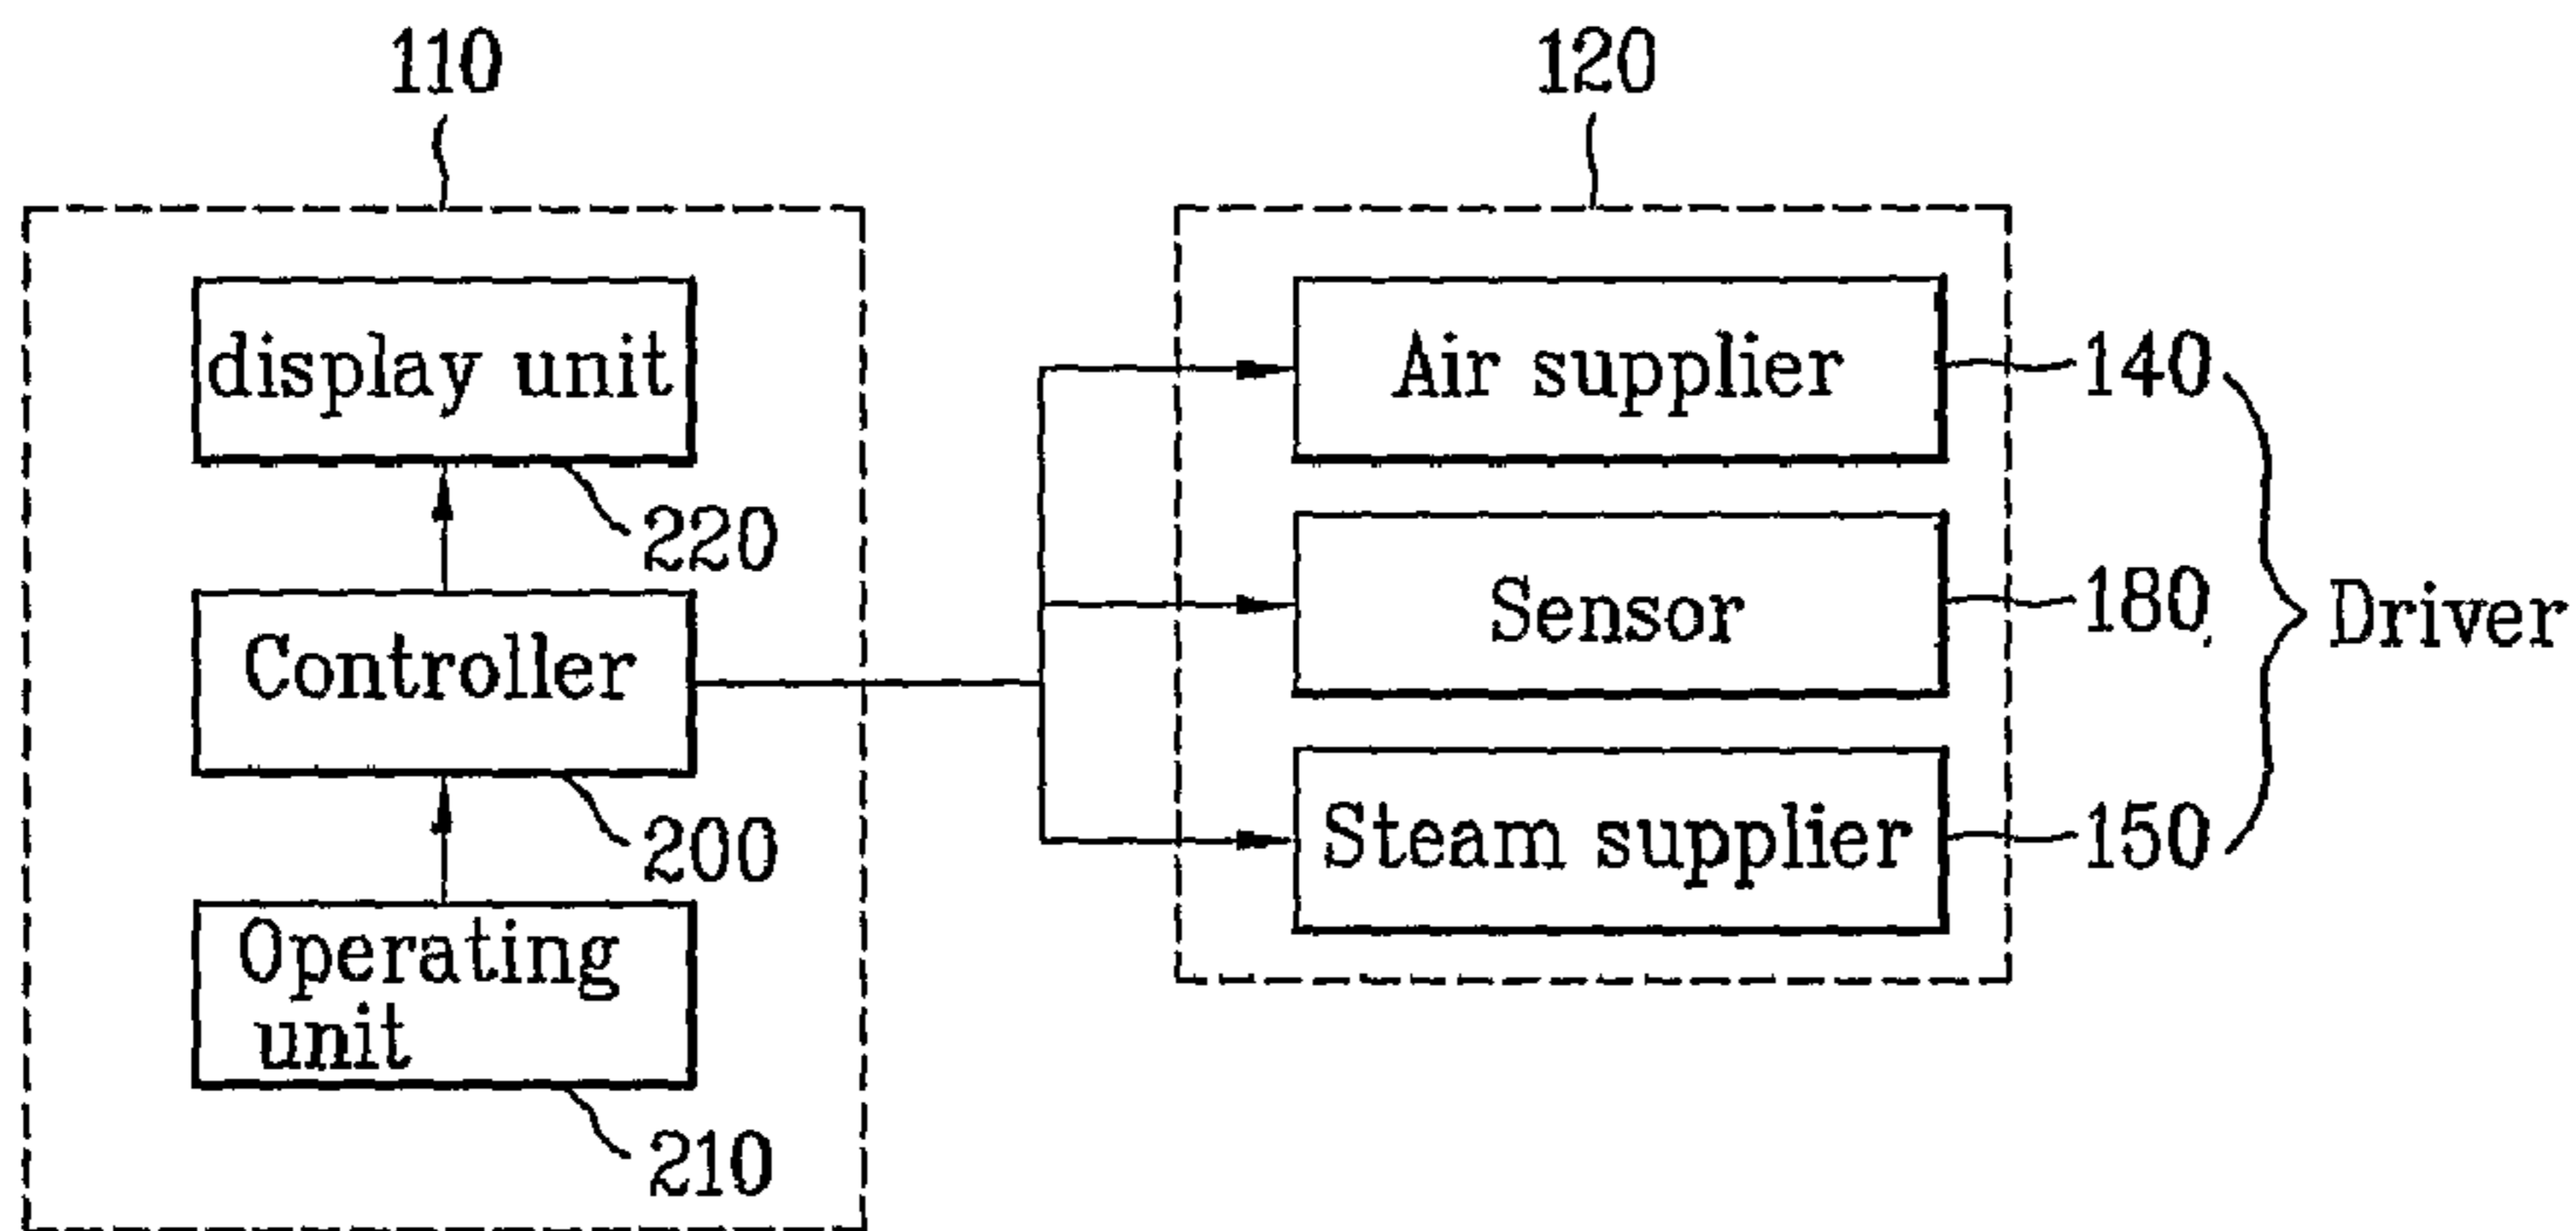 110
120
display unit
220
Controller
200
Operating
unit
210
Air supplier
140
Sensor
180
Steam supplier
150
Driver